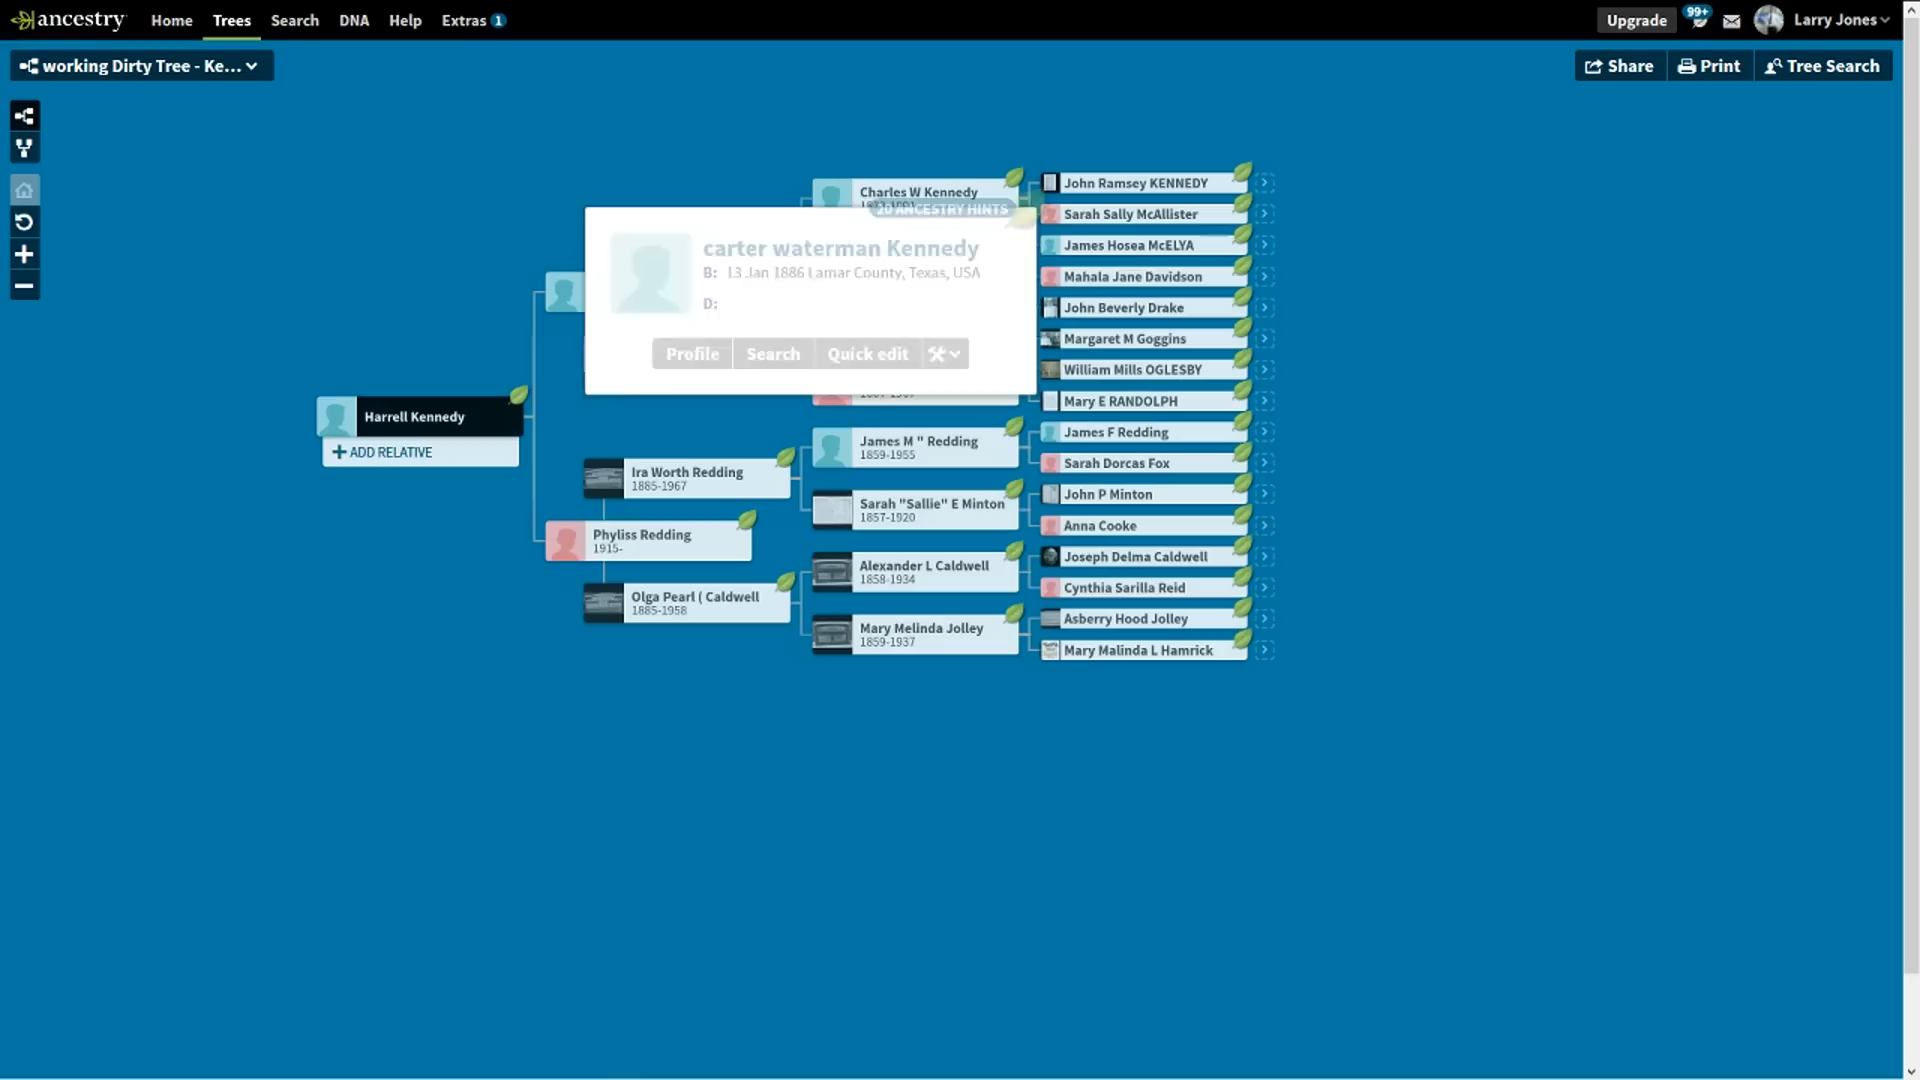 ancestry
Home
Trees
Search
DNA
Help
Extras 1
Upgrade
99+
Larry Jones
working Dirty Tree - Ke...
Share
Print
Tree Search
Charles W Kennedy
20 ANCESTRY HINTS
carter waterman Kennedy
B: 13 Jan 1886 Lamar County, Texas, USA
D:
Profile
Search
Quick edit
Harrell Kennedy
ADD RELATIVE
Ira Worth Redding
1885-1967
Phyliss Redding
1915-
Olga Pearl ( Caldwell
1885-1958
James M " Redding
1859-1955
Sarah "Sallie" E Minton
1857-1920
Alexander L Caldwell
1858-1934
Mary Melinda Jolley
1859-1937
John Ramsey KENNEDY
Sarah Sally McAllister
James Hosea McELYA
Mahala Jane Davidson
John Beverly Drake
Margaret M Goggins
William Mills OGLESBY
Mary E RANDOLPH
James F Redding
Sarah Dorcas Fox
John P Minton
Anna Cooke
Joseph Delma Caldwell
Cynthia Sarilla Reid
Asberry Hood Jolley
Mary Malinda L Hamrick